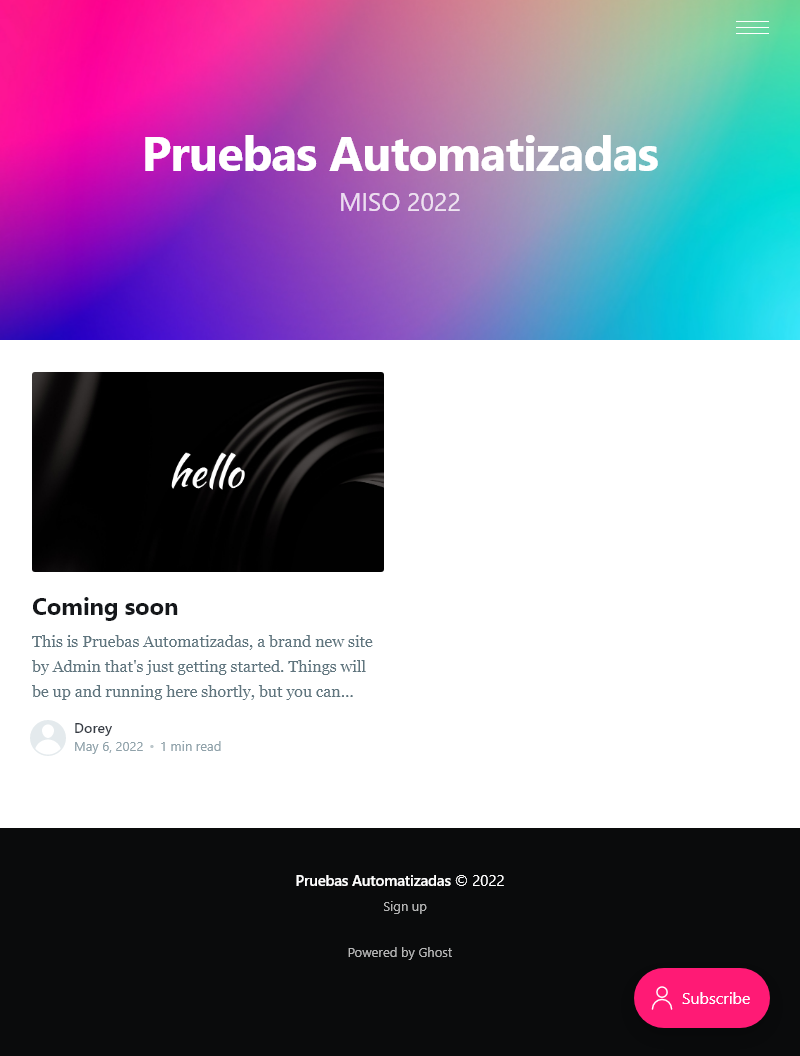 Pruebas Automatizadas
MISO 2022
hello
Coming soon
This is Pruebas Automatizadas, a brand new site
by Admin that's just getting started. Things will
be up and running here shortly, but you can…
Dorey
May 6, 2022 • 1 min read
Pruebas Automatizadas © 2022
Sign up
Powered by Ghost
Subscribe